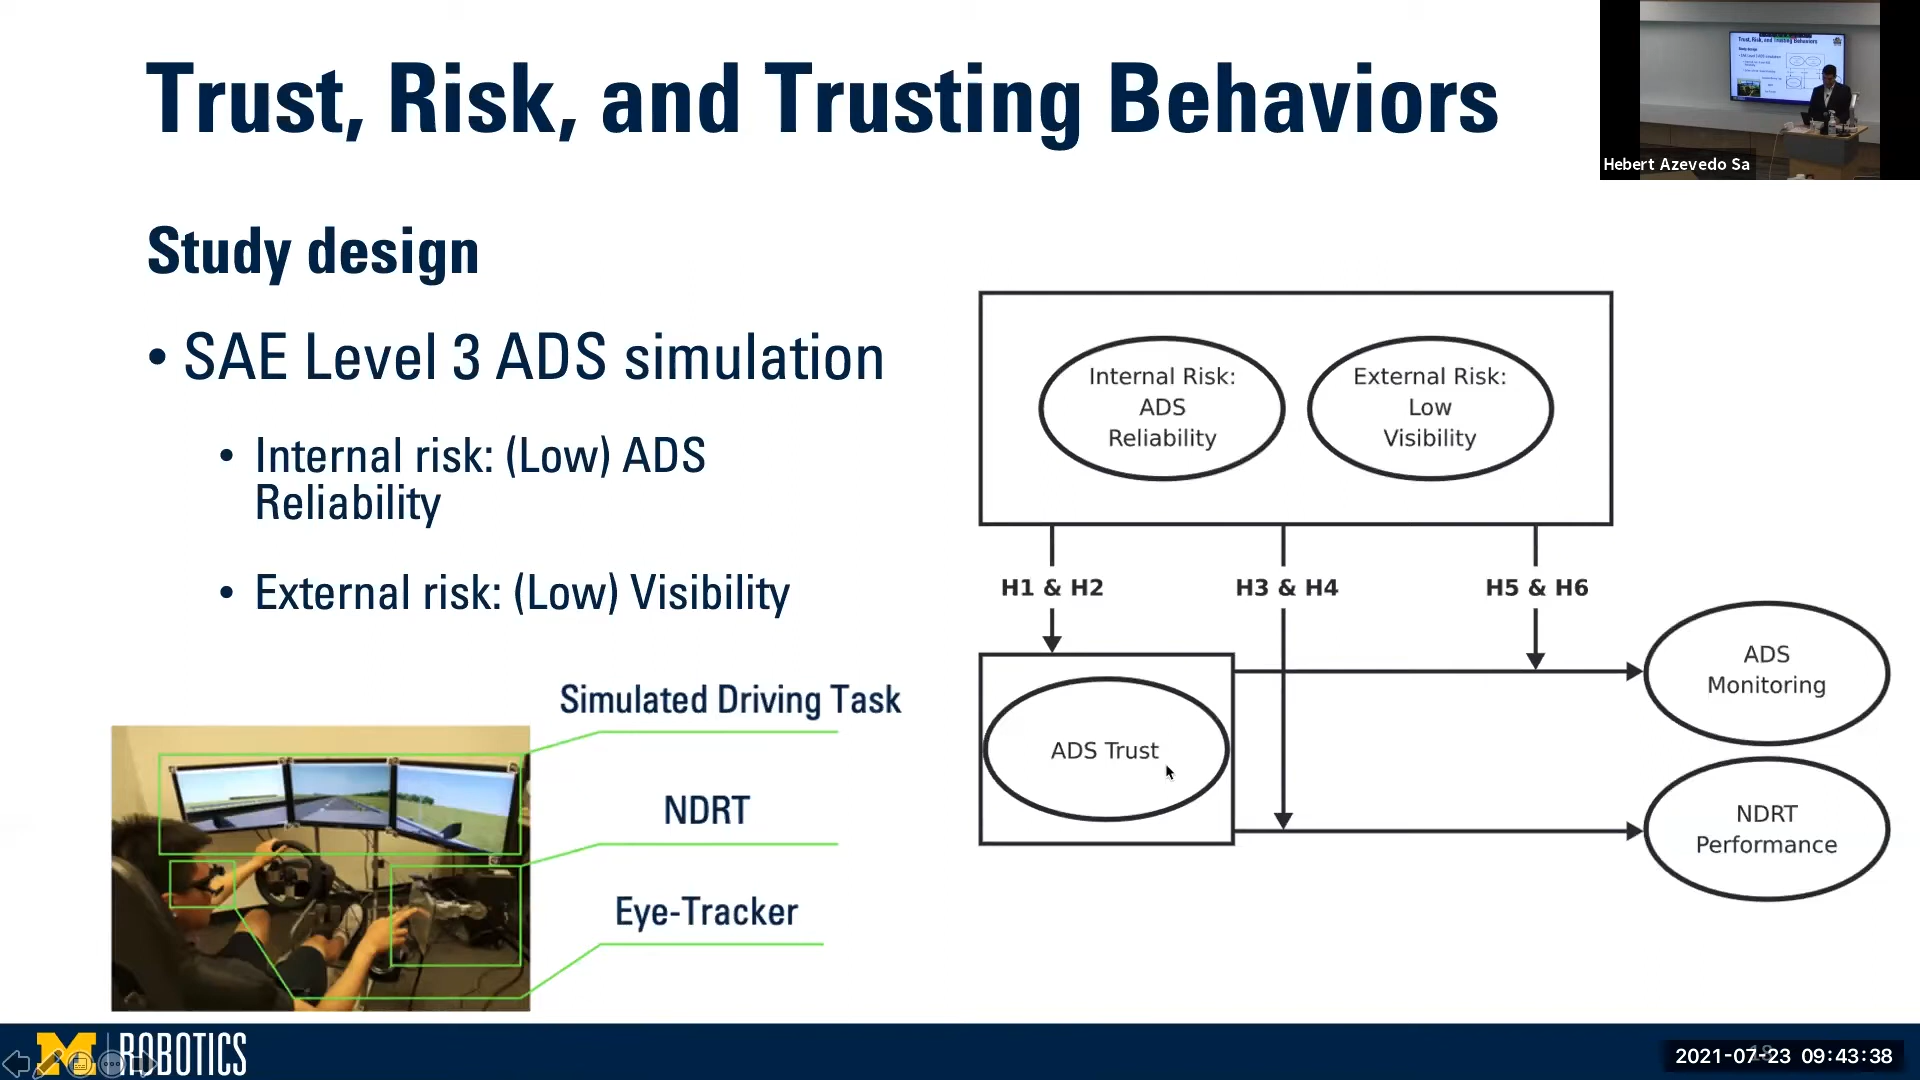 Trust, Risk, and Trusting Behaviors
Hebert Azevedo Sa
Study design
• SAE Level 3 ADS simulation
• Internal risk: (Low) ADS
Reliability
• External risk: (Low) Visibility
Simulated Driving Task
NDRT
Eye-Tracker
Internal Risk:
ADS
Reliability
External Risk:
Low
Visibility
H1 & H2
H3 & H4
H5 & H6
ADS Trust
ADS
Monitoring
NDRT
Performance
M ROBOTICS
2021-07-23 09:43:38